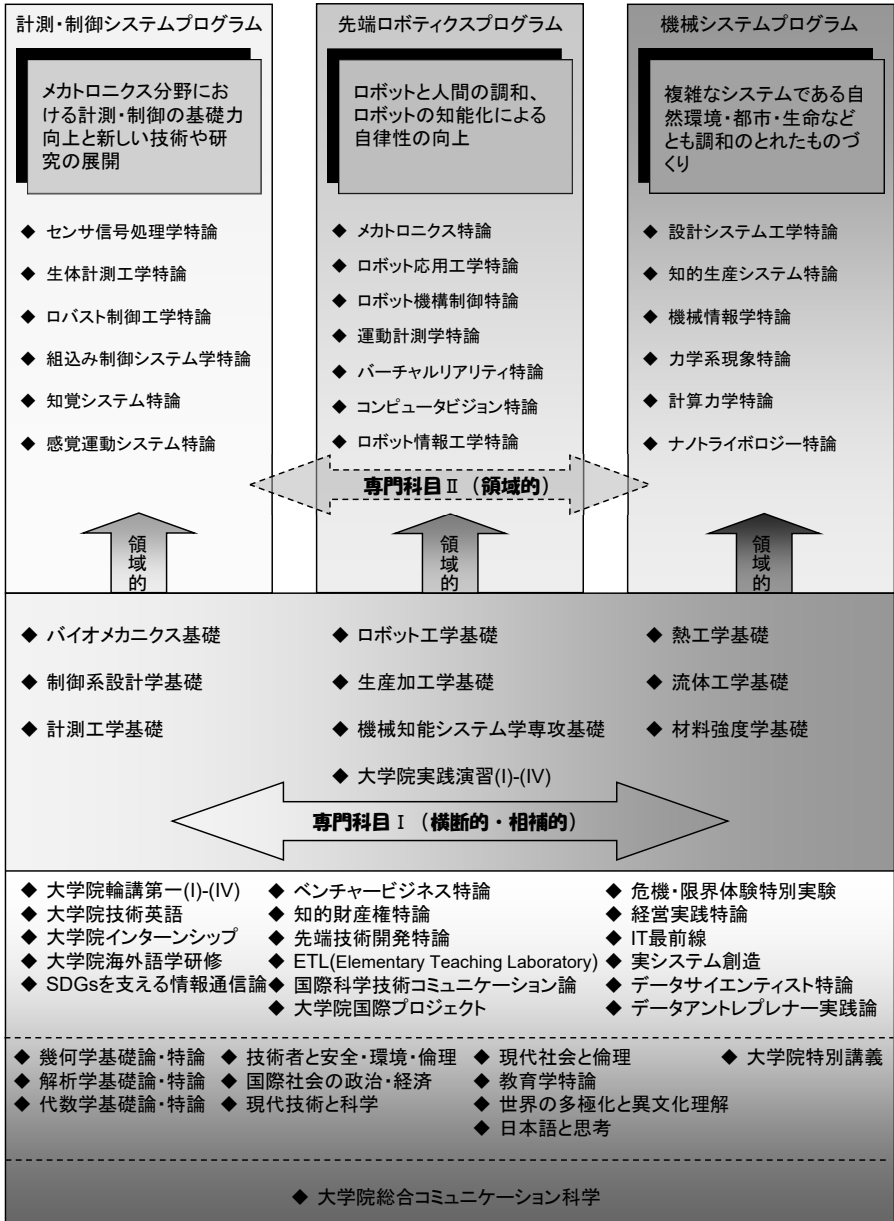 計測・制御システムプログラム
メカトロニクス分野にお
ける計測・制御の基礎力
向上と新しい技術や研
究の展開
◆ センサ信号処理学特論
◆ 生体計測工学特論
◆ ロバスト制御工学特論
◆ 組込み制御システム学特論
◆ 知覚システム特論
◆ 感覚運動システム特論
先端ロボティクスプログラム
ロボットと人間の調和、
ロボットの知能化による
自律性の向上
◆ メカトロニクス特論
◆ ロボット応用工学特論
◆ ロボット機構制御特論
◆ 運動計測学特論
◆ バーチャルリアリティ特論
◆ コンピュータビジョン特論
◆ ロボット情報工学特論
機械システムプログラム
複雑なシステムである自
然環境・都市・生命など
とも調和のとれたものづ
くり
◆ 設計システム工学特論
◆ 知的生産システム特論
◆ 機械情報学特論
◆ 力学系現象特論
◆ 計算力学特論
◆ ナノトライボロジー特論
専門科目Ⅱ（領域的）
領域的
領域的
領域的
◆ バイオメカニクス基礎
◆ 制御系設計学基礎
◆ 計測工学基礎
◆ ロボット工学基礎
◆ 生産加工学基礎
◆ 機械知能システム学専攻基礎
◆ 大学院実践演習(I)-(IV)
◆ 熱工学基礎
◆ 流体工学基礎
◆ 材料強度学基礎
専門科目Ⅰ（横断的・相補的）
◆ 大学院輪講第一(I)-(IV)
◆ 大学院技術英語
◆ 大学院インターンシップ
◆ 大学院海外語学研修
◆ SDGsを支える情報通信論
◆ ベンチャービジネス特論
◆ 知的財産権特論
◆ 先端技術開発特論
◆ ETL(Elementary Teaching Laboratory)
◆ 国際科学技術コミュニケーション論
◆ 大学院国際プロジェクト
◆ 危機・限界体験特別実験
◆ 経営実践特論
◆ IT最前線
◆ 実システム創造
◆ データサイエンティスト特論
◆ データアントレプレナー実践論
◆ 幾何学基礎論・特論
◆ 解析学基礎論・特論
◆ 代数学基礎論・特論
◆ 技術者と安全・環境・倫理
◆ 国際社会の政治・経済
◆ 現代技術と科学
◆ 現代社会と倫理
◆ 教育学特論
◆ 世界の多極化と異文化理解
◆ 日本語と思考
◆ 大学院特別講義
◆ 大学院総合コミュニケーション科学